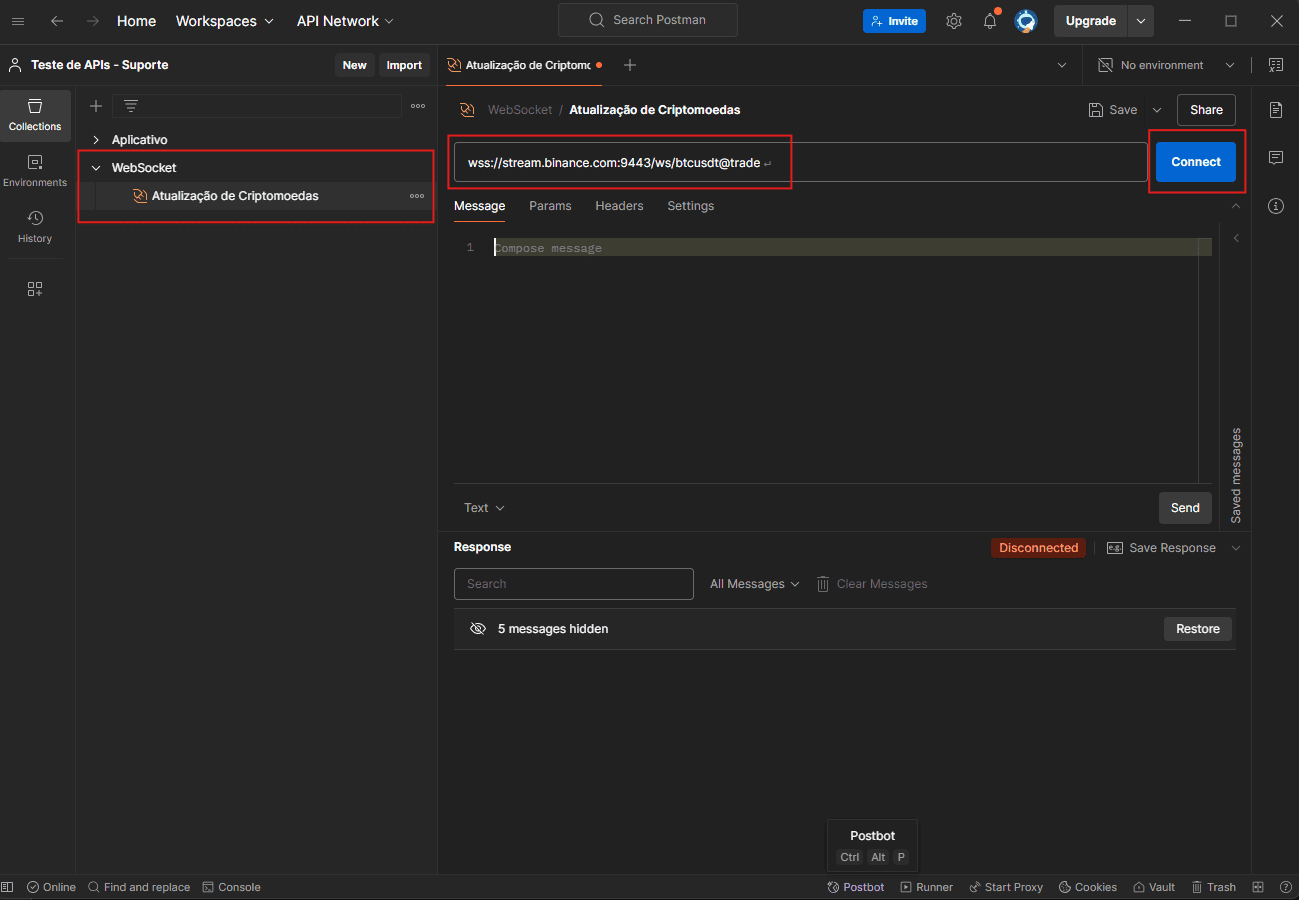 Home Workspaces API Network Search Postman Invite Upgrade
Teste de APIs - Suporte New Import Atualização de Criptomo No environment
Collections
Environments
History
Aplicativo
WebSocket
Atualização de Criptomoedas
WebSocket / Atualização de Criptomoedas Save Share
wss://stream.binance.com:9443/ws/btcusdt@trade Connect
Message Params Headers Settings
1 Compose message
Saved messages
Text Send
Response Disconnected Save Response
Search All Messages Clear Messages
5 messages hidden Restore
Postbot
Ctrl Alt P
Online Find and replace Console Postbot Runner Start Proxy Cookies Vault Trash